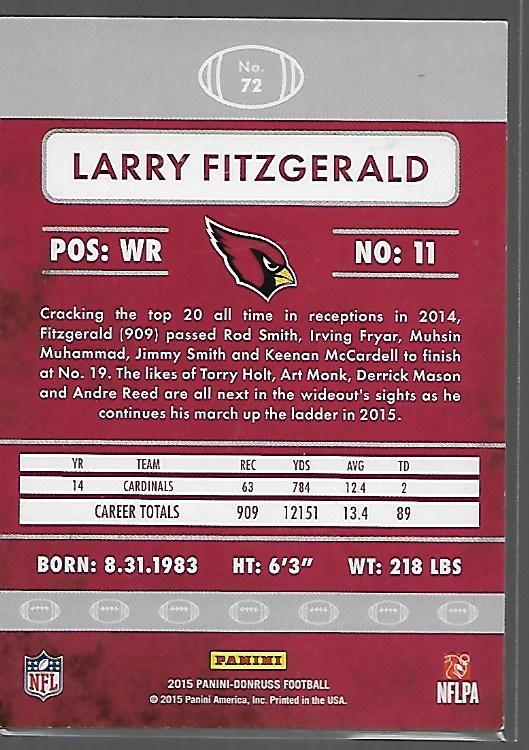 No.
72
LARRY FITZGERALD
POS: WR
NO: 11
Cracking the top 20 all time in receptions in 2014,
Fitzgerald (909) passed Rod Smith, Irving Fryar, Muhsin
Muhammad, Jimmy Smith and Keenan McCardell to finish
at No. 19. The likes of Torry Holt, Art Monk, Derrick Mason
and Andre Reed are all next in the wideout's sights as he
continues his march up the ladder in 2015.
YR TEAM REC YDS AVG TD
14 CARDINALS 63 784 12.4 2
CAREER TOTALS 909 12151 13.4 89
BORN: 8.31.1983 HT: 6'3" WT: 218 LBS
PANINI
NFL
2015 PANINI-DONRUSS FOOTBALL
© 2015 Panini America, Inc. Printed in the USA.
NFLPA